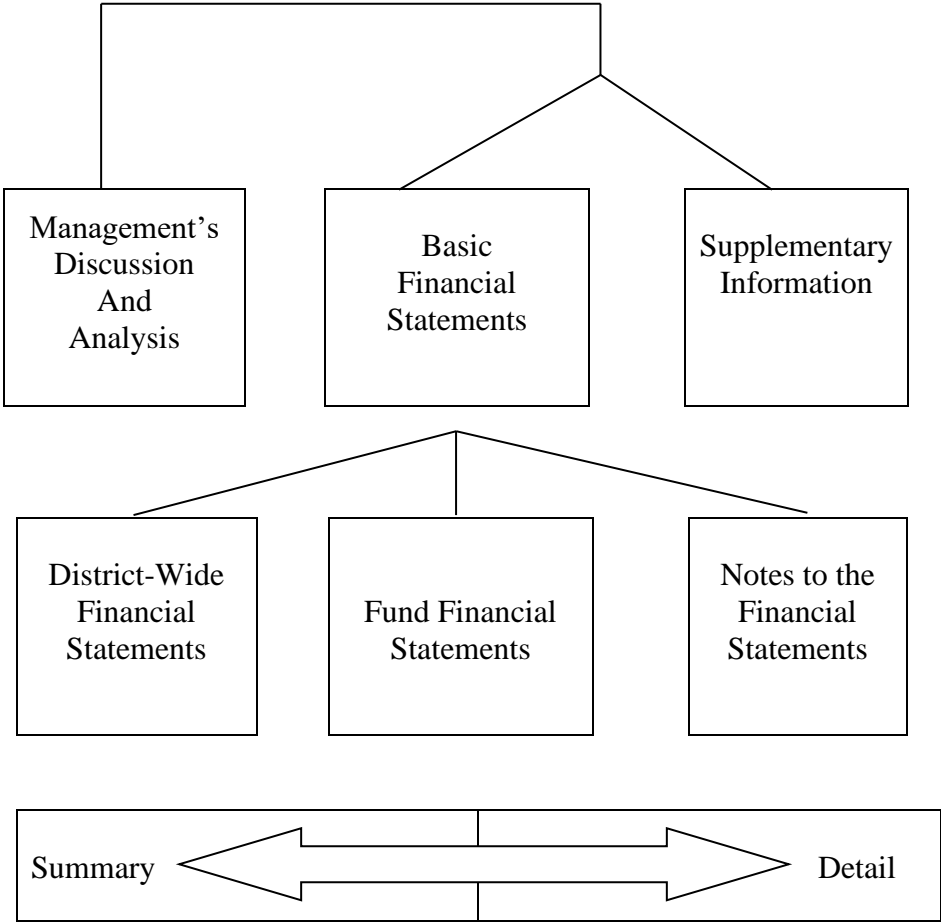 Management’s
Discussion
And
Analysis
Basic
Financial
Statements
Supplementary
Information
District-Wide
Financial
Statements
Fund Financial
Statements
Notes to the
Financial
Statements
Summary
Detail